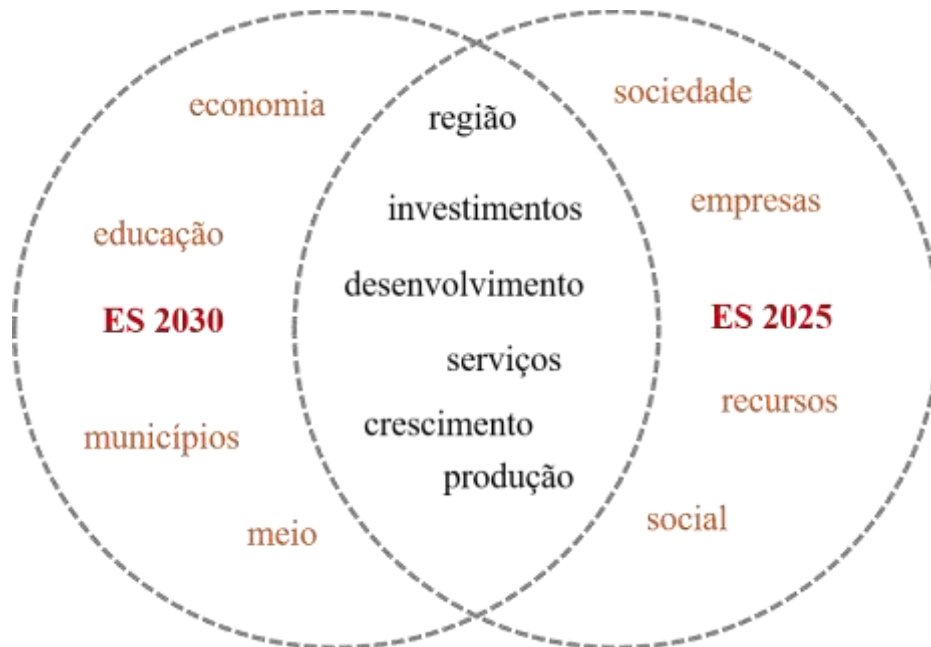 economia
educação
ES 2030
municípios
meio
região
investimentos
desenvolvimento
serviços
crescimento
produção
sociedade
empresas
ES 2025
recursos
social